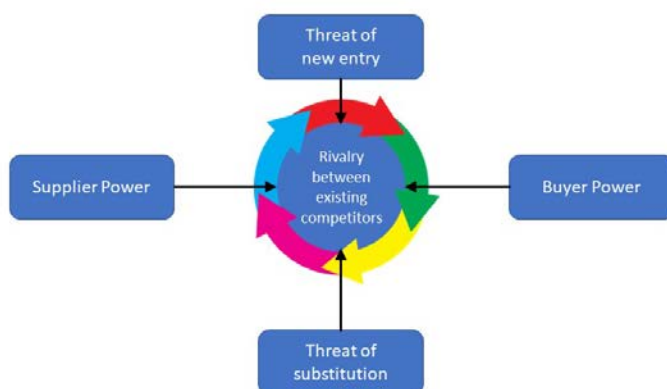 Threat of
new entry
Supplier Power
Rivalry
between
existing
competitors
Buyer Power
Threat of
substitution